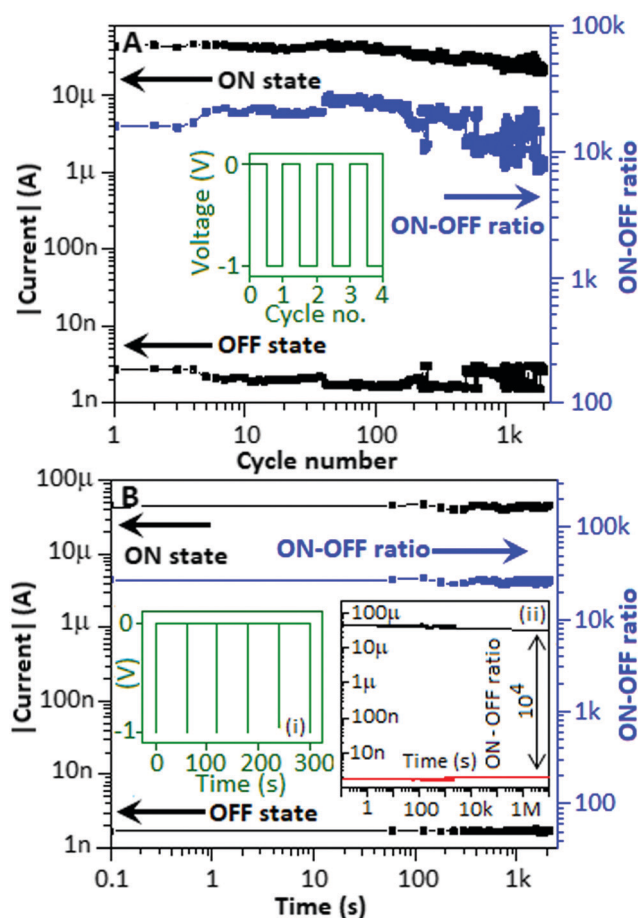 A
100k
ON state
10μ
1μ
100n
10n
1n
|Current| (A)
10k
1k
100
ON-OFF ratio
ON-OFF ratio
Voltage (V)
0
-1
0 1 2 3 4
Cycle no.
OFF state
1 10 100 1k
Cycle number
B
100μ
10μ
1μ
100n
10n
1n
|Current| (A)
ON state
ON-OFF ratio
100k
10k
1k
100
ON-OFF ratio
(V)
0
-1
(i)
0 100 200 300
Time (s)
(ii)
100μ
10μ
1μ
100n
10n
ON-OFF ratio
10⁴
Time (s)
1 100 10k 1M
OFF state
0.1 1 10 100 1k
Time (s)